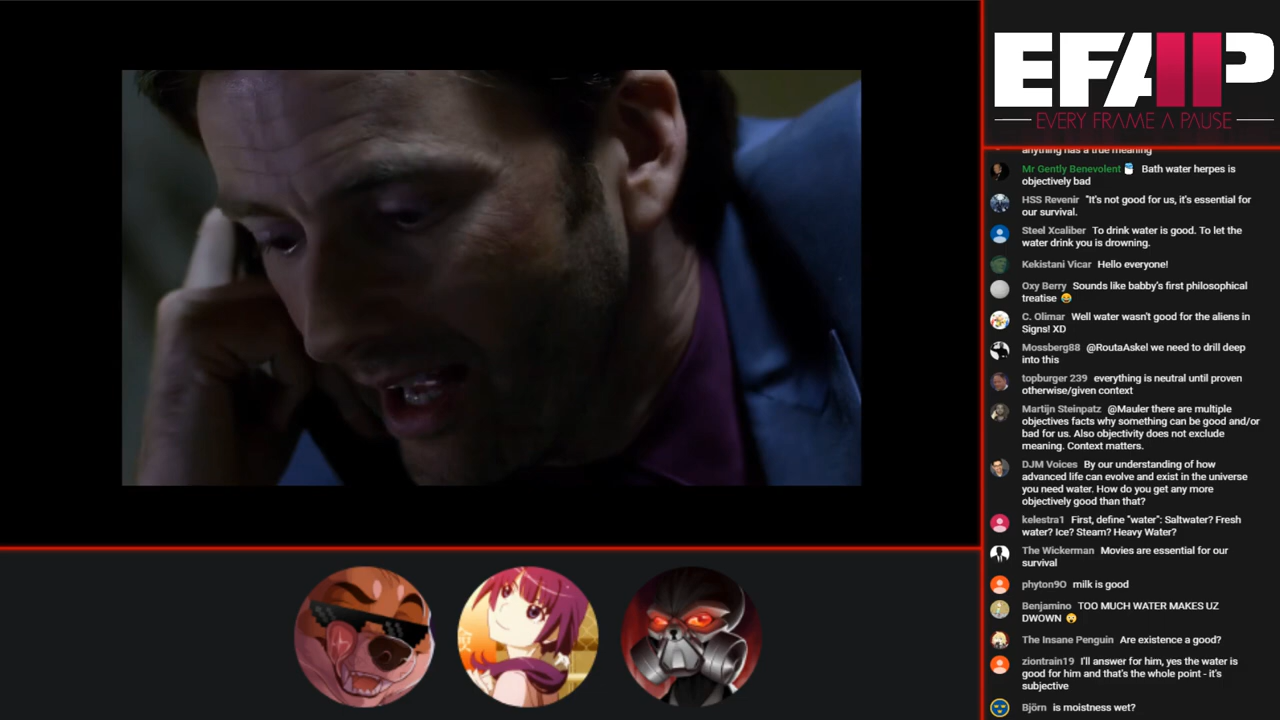 EFAP
EVERY FRAME A PAUSE
anything has a true meaning
Mr Gently Benevolent Bath water herpes is
objectively bad
HSS Revenir "It's not good for us, it's essential for
our survival.
Steel Xcaliber To drink water is good. To let the
water drink you is drowning.
Kekistani Vicar Hello everyone!
Oxy Berry Sounds like babby's first philosophical
treatise 😅
C. Olimar Well water wasn't good for the aliens in
Signs! XD
Mossberg88 @RoutaAskel we need to drill deep
into this
topburger 239 everything is neutral until proven
otherwise/given context
Martijn Steinpatz @Mauler there are multiple
objectives facts why something can be good and/or
bad for us. Also objectivity does not exclude
meaning. Context matters.
DJM Voices By our understanding of how
advanced life can evolve and exist in the universe
you need water. How do you get any more
objectively good than that?
kelestra1 First, define "water": Saltwater? Fresh
water? Ice? Steam? Heavy Water?
The Wickerman Movies are essential for our
survival
phyton9O milk is good
Benjamino TOO MUCH WATER MAKES UZ
DWOWN 😮
The Insane Penguin Are existence a good?
ziontrain19 I'll answer for him, yes the water is
good for him and that's the whole point - it's
subjective
Björn is moistness wet?